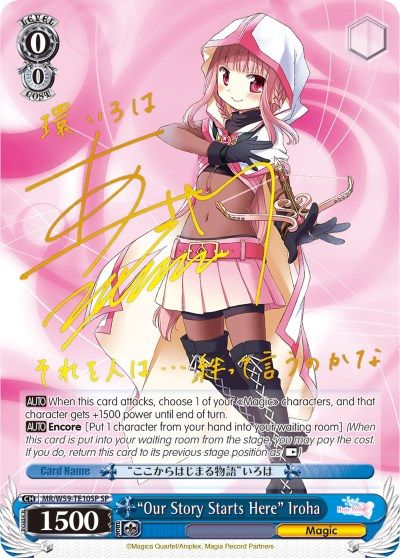 LEVEL
0
0
COST
環いろは
それを人は…絆って言うのかな
AUTO When this card attacks, choose 1 of your «Magic» characters, and that
character gets +1500 power until end of turn.
AUTO Encore [Put 1 character from your hand into your waiting room] (When
this card is put into your waiting room from the stage, you may pay the cost.
If you do, return this card to its previous stage position as )
Card Name
“ここからはじまる物語”いろは
CH MR/W59-TE10SP SP
“Our Story Starts Here” Iroha
POWER
1500
SOUL
Magic
©Magica Quartet/Aniplex, Magia Record Partners